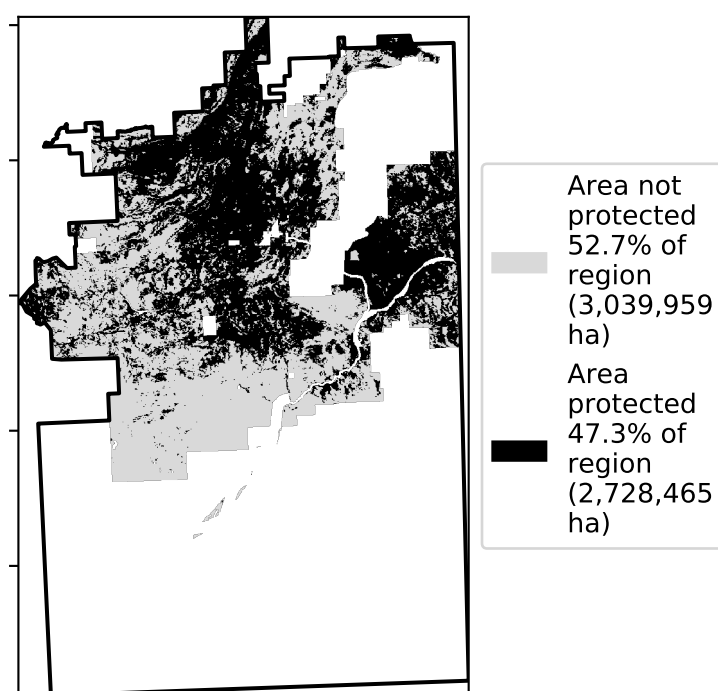 Area not
protected
52.7% of
region
(3,039,959
ha)
Area
protected
47.3% of
region
(2,728,465
ha)